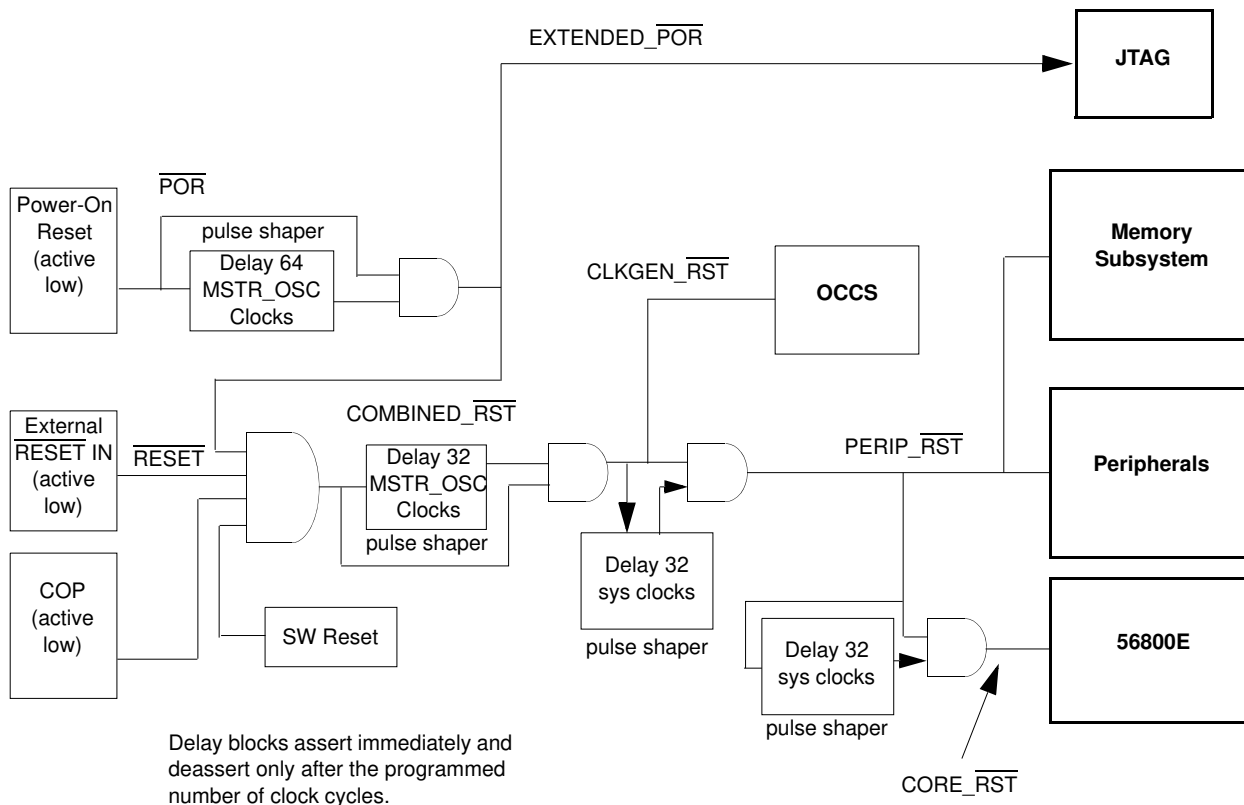 EXTENDED_POR
JTAG
POR
Power-On
Reset
(active
low)
pulse shaper
Delay 64
MSTR_OSC
Clocks
CLKGEN_RST
OCCS
Memory
Subsystem
External
RESET IN
(active
low)
RESET
COMBINED_RST
Delay 32
MSTR_OSC
Clocks
pulse shaper
PERIP_RST
Peripherals
COP
(active
low)
SW Reset
Delay 32
sys clocks
pulse shaper
Delay 32
sys clocks
pulse shaper
56800E
CORE_RST
Delay blocks assert immediately and
deassert only after the programmed
number of clock cycles.